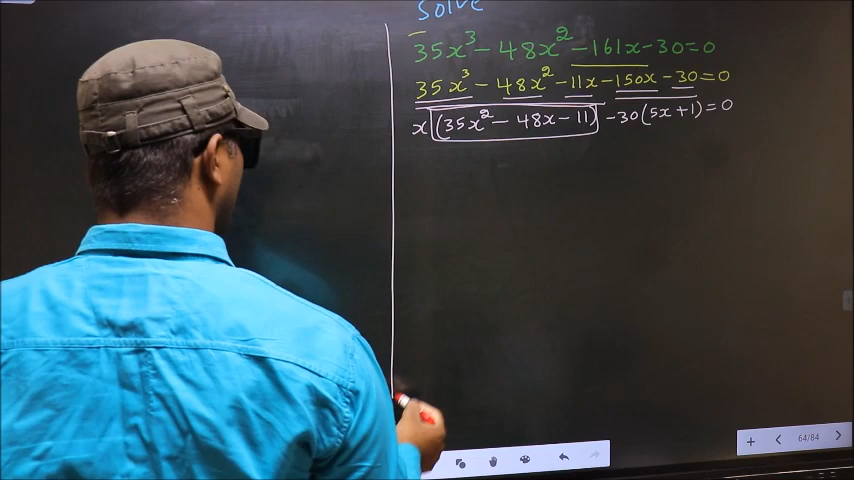 Solve
35x³ - 48x² - 161x - 30 = 0
35x³ - 48x² - 11x - 150x - 30 = 0
x(35x² - 48x - 11) - 30(5x + 1) = 0
64/84